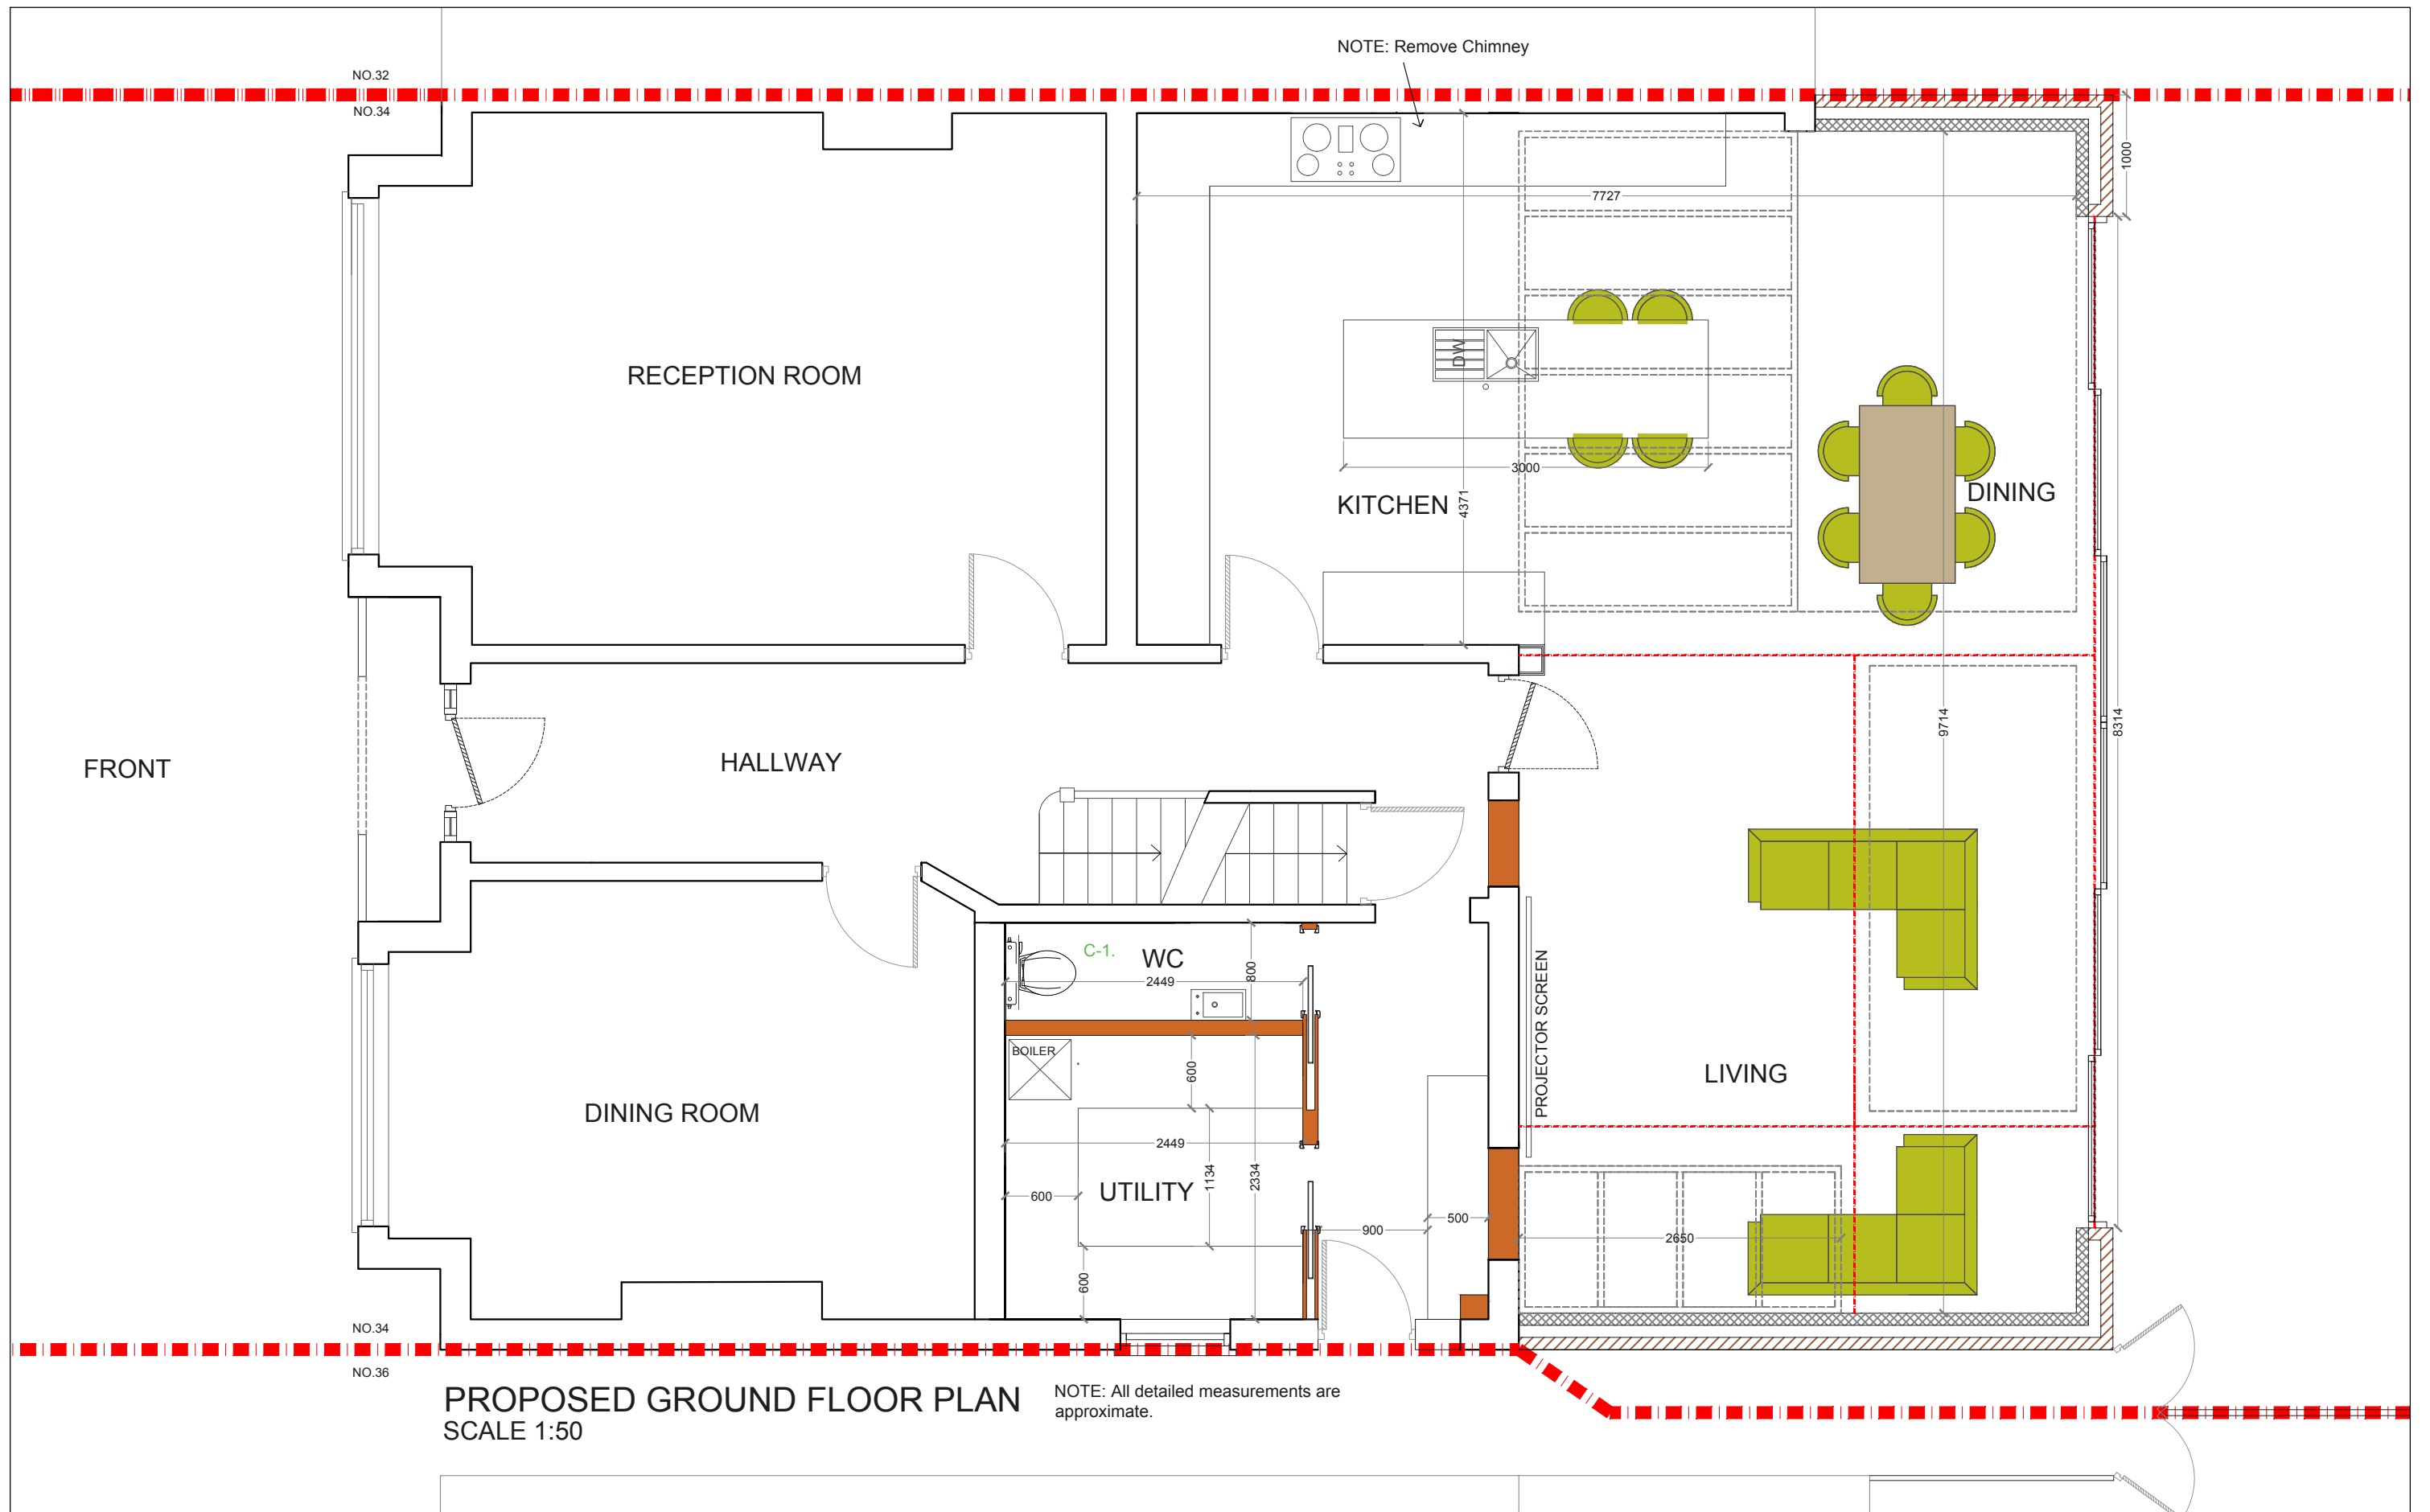 NOTE: Remove Chimney
NO.32
NO.34
1000
7727
RECEPTION ROOM
DW
3000
KITCHEN
4371
DINING
9714
8314
FRONT
HALLWAY
C-1.
WC
2449
800
PROJECTOR SCREEN
BOILER
600
LIVING
DINING ROOM
2449
1134
2334
600
UTILITY
500
900
2650
600
NO.34
NO.36
PROPOSED GROUND FLOOR PLAN
SCALE 1:50
NOTE: All detailed measurements are
approximate.